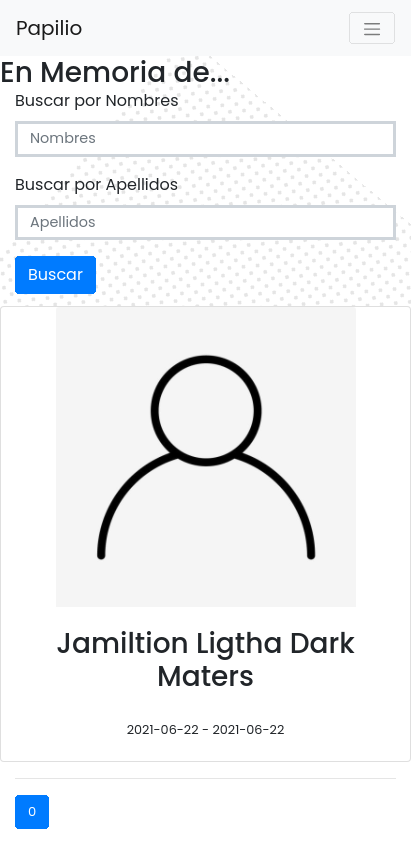 Papilio
En Memoria de...
Buscar por Nombres
Nombres
Buscar por Apellidos
Apellidos
Buscar
Jamiltion Ligtha Dark
Maters
2021-06-22 - 2021-06-22
0